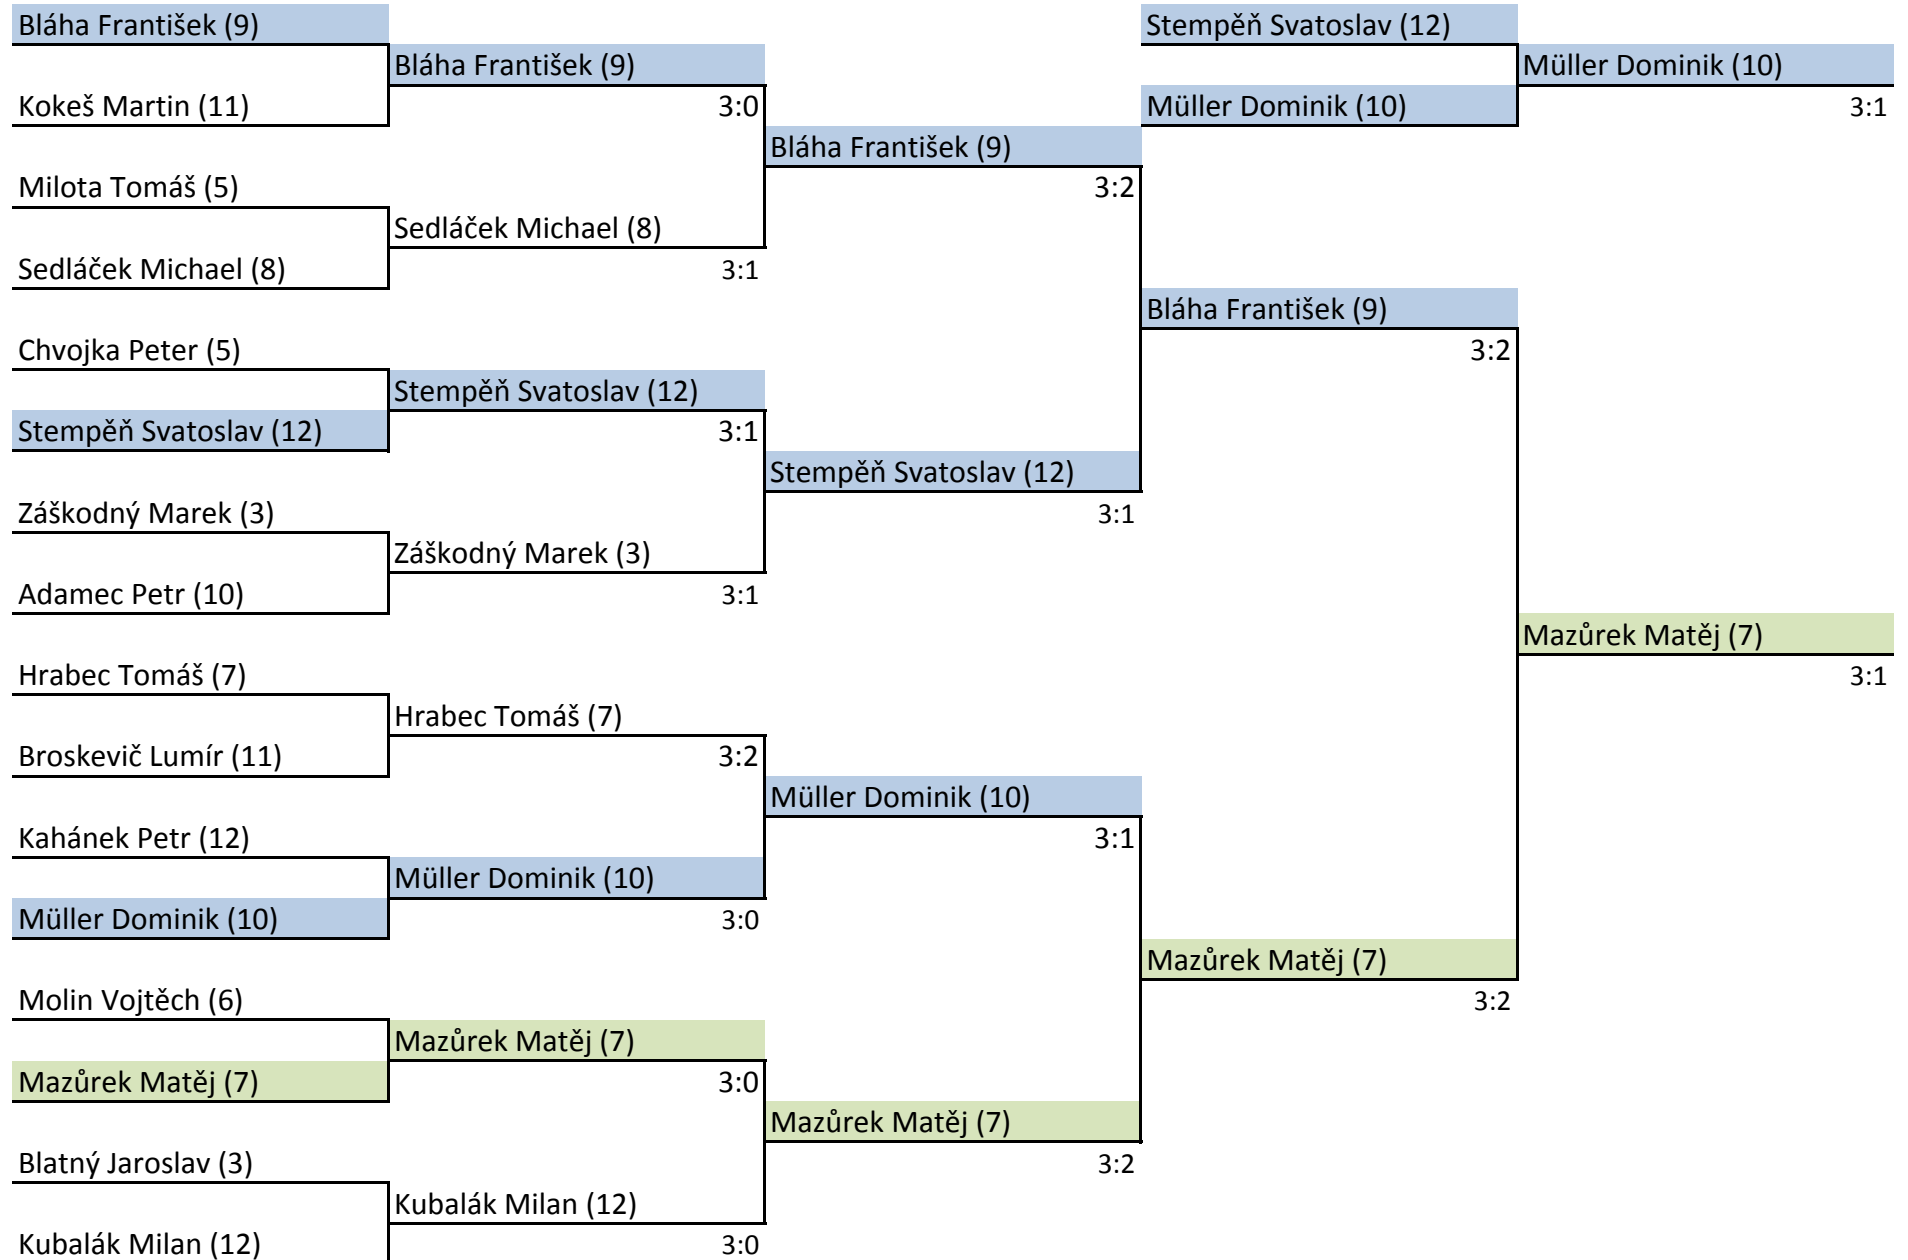 Bláha František (9)
Stempěň Svatoslav (12)
Bláha František (9)
Müller Dominik (10)
Kokeš Martin (11)
3:0
Müller Dominik (10)
3:1
Bláha František (9)
Milota Tomáš (5)
3:2
Sedláček Michael (8)
Sedláček Michael (8)
3:1
Bláha František (9)
Chvojka Peter (5)
3:2
Stempěň Svatoslav (12)
Stempěň Svatoslav (12)
3:1
Stempěň Svatoslav (12)
Záškodný Marek (3)
3:1
Záškodný Marek (3)
Adamec Petr (10)
3:1
Mazůrek Matěj (7)
Hrabec Tomáš (7)
3:1
Hrabec Tomáš (7)
Broskevič Lumír (11)
3:2
Müller Dominik (10)
Kahánek Petr (12)
3:1
Müller Dominik (10)
Müller Dominik (10)
3:0
Mazůrek Matěj (7)
Molin Vojtěch (6)
3:2
Mazůrek Matěj (7)
Mazůrek Matěj (7)
3:0
Mazůrek Matěj (7)
Blatný Jaroslav (3)
3:2
Kubalák Milan (12)
Kubalák Milan (12)
3:0